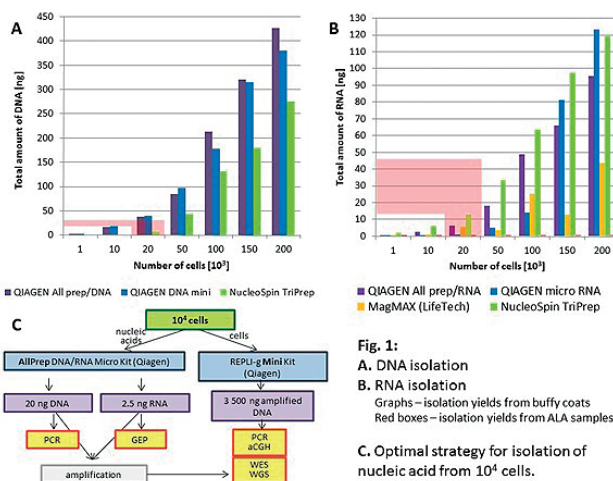 A
450
400
350
300
250
200
150
100
50
0
Total amount of DNA [ng]
1 10 20 50 100 150 200
Number of cells [10³]
QIAGEN All prep/DNA QIAGEN DNA mini NucleoSpin TriPrep
B
130
120
110
100
90
80
70
60
50
40
30
20
10
0
Total amount of RNA [ng]
1 10 20 50 100 150 200
Number of cells [10³]
QIAGEN All prep/RNA QIAGEN micro RNA
MagMAX (LifeTech) NucleoSpin TriPrep
C
10⁴ cells
nucleic
acids
cells
AllPrep DNA/RNA Micro Kit (Qiagen)
REPLI-g Mini Kit
(Qiagen)
20 ng DNA
2.5 ng RNA
3 500 ng amplified
DNA
PCR
GEP
PCR
aCGH
amplification
WES
WGS
Fig. 1:
A. DNA isolation
B. RNA isolation
Graphs – isolation yields from buffy coats
Red boxes – isolation yields from ALA samples
C. Optimal strategy for isolation of
nucleic acid from 10⁴ cells.